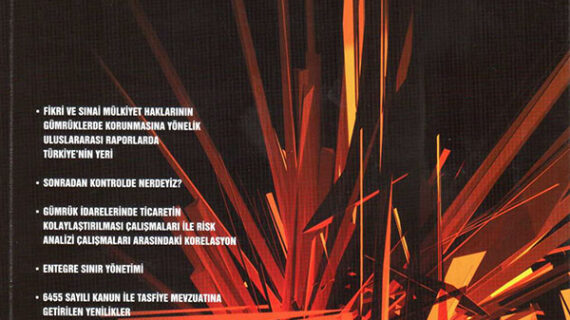 • FİKRİ VE SINAİ MÜLKİYET HAKLARININ
GÜMRÜKLERDE KORUNMASINA YÖNELİK
ULUSLARARASI RAPORLARDA
TÜRKİYE'NİN YERİ
• SONRADAN KONTROLDE NERDEYİZ?
• GÜMRÜK İDARELERİNDE TİCARETİN
KOLAYLAŞTIRILMASI ÇALIŞMALARI İLE RİSK
ANALİZİ ÇALIŞMALARI ARASINDAKİ KORELASYON
• ENTEGRE SINIR YÖNETİMİ
• 6455 SAYILI KANUN İLE TASFİYE MEVZUATINA
GETİRİLEN YENİLİKLER